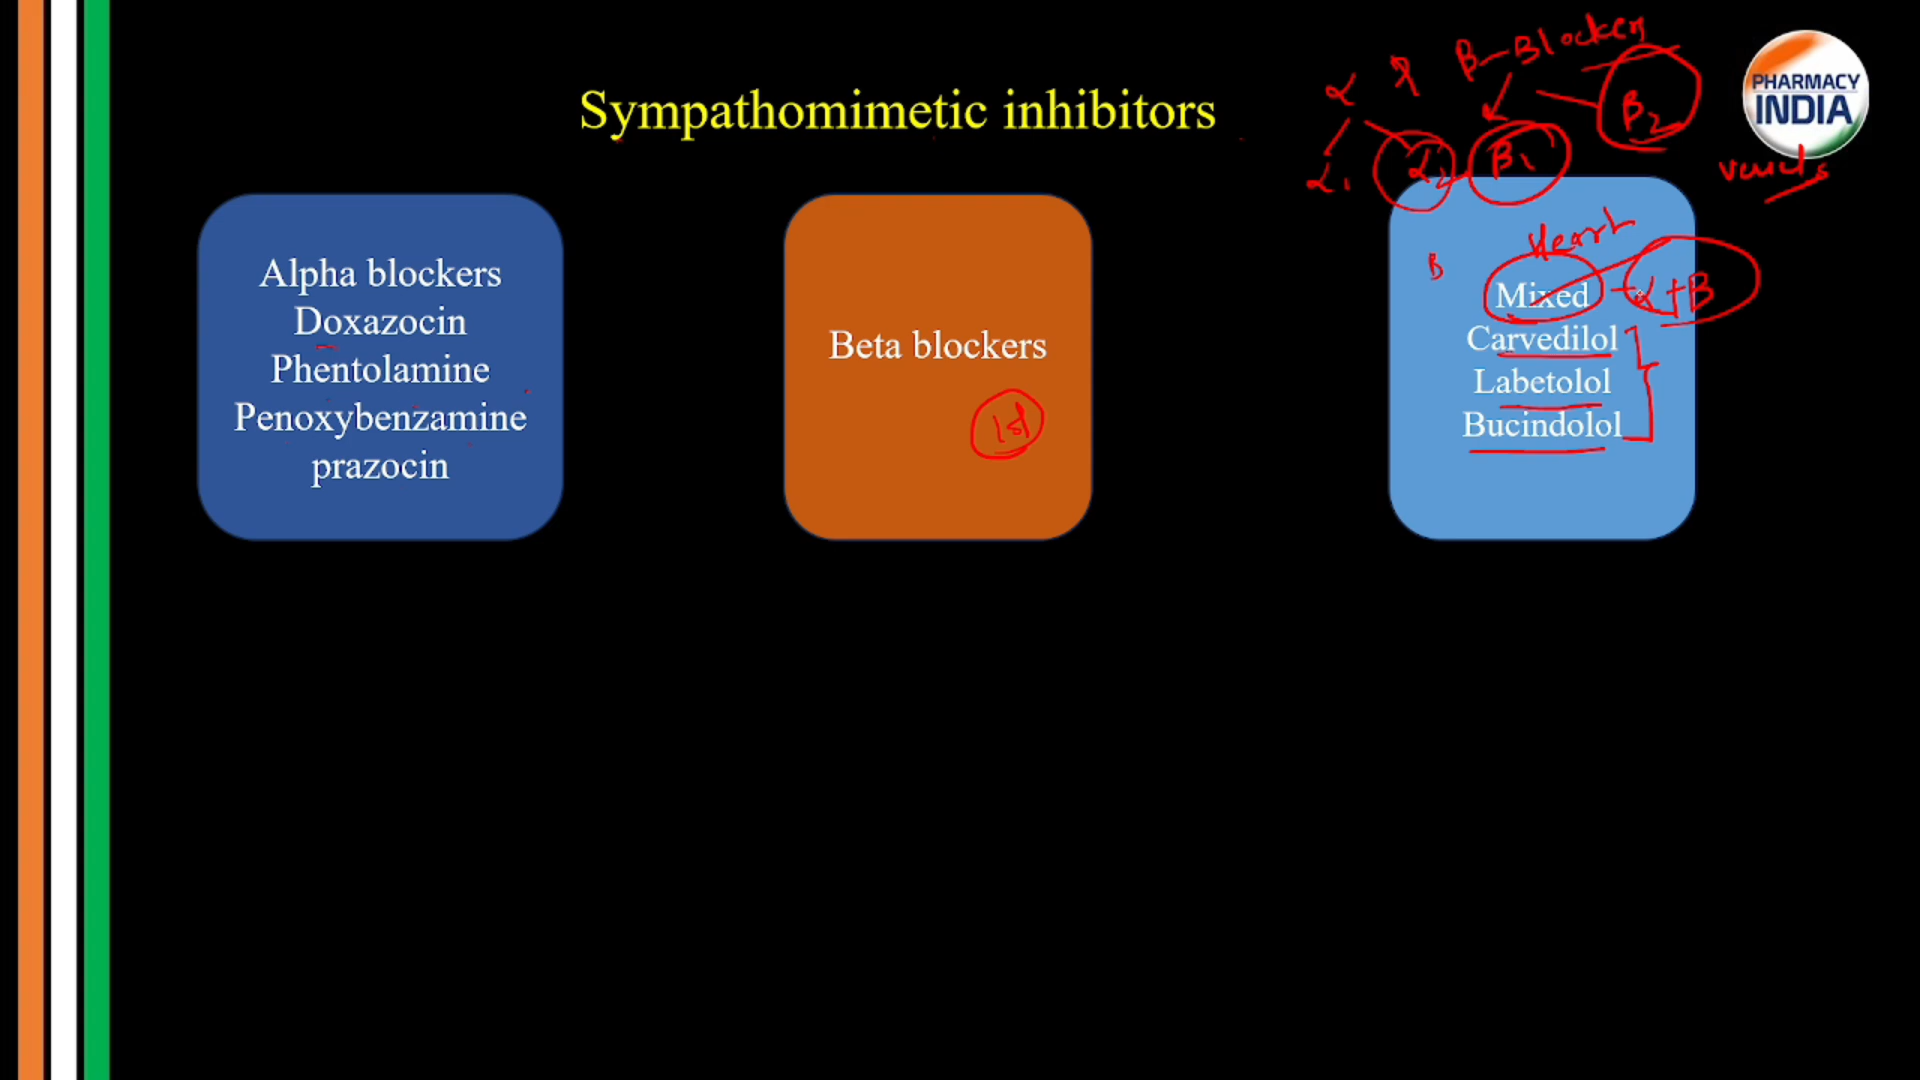 β-Blocker
α
β2
Sympathomimetic inhibitors
PHARMACY
INDIA
α1
α2
β1
vessels
Heart
B
Alpha blockers
Doxazocin
Phentolamine
Penoxybenzamine
prazocin
Beta blockers
1st
Mixed - α+B
Carvedilol
Labetolol
Bucindolol